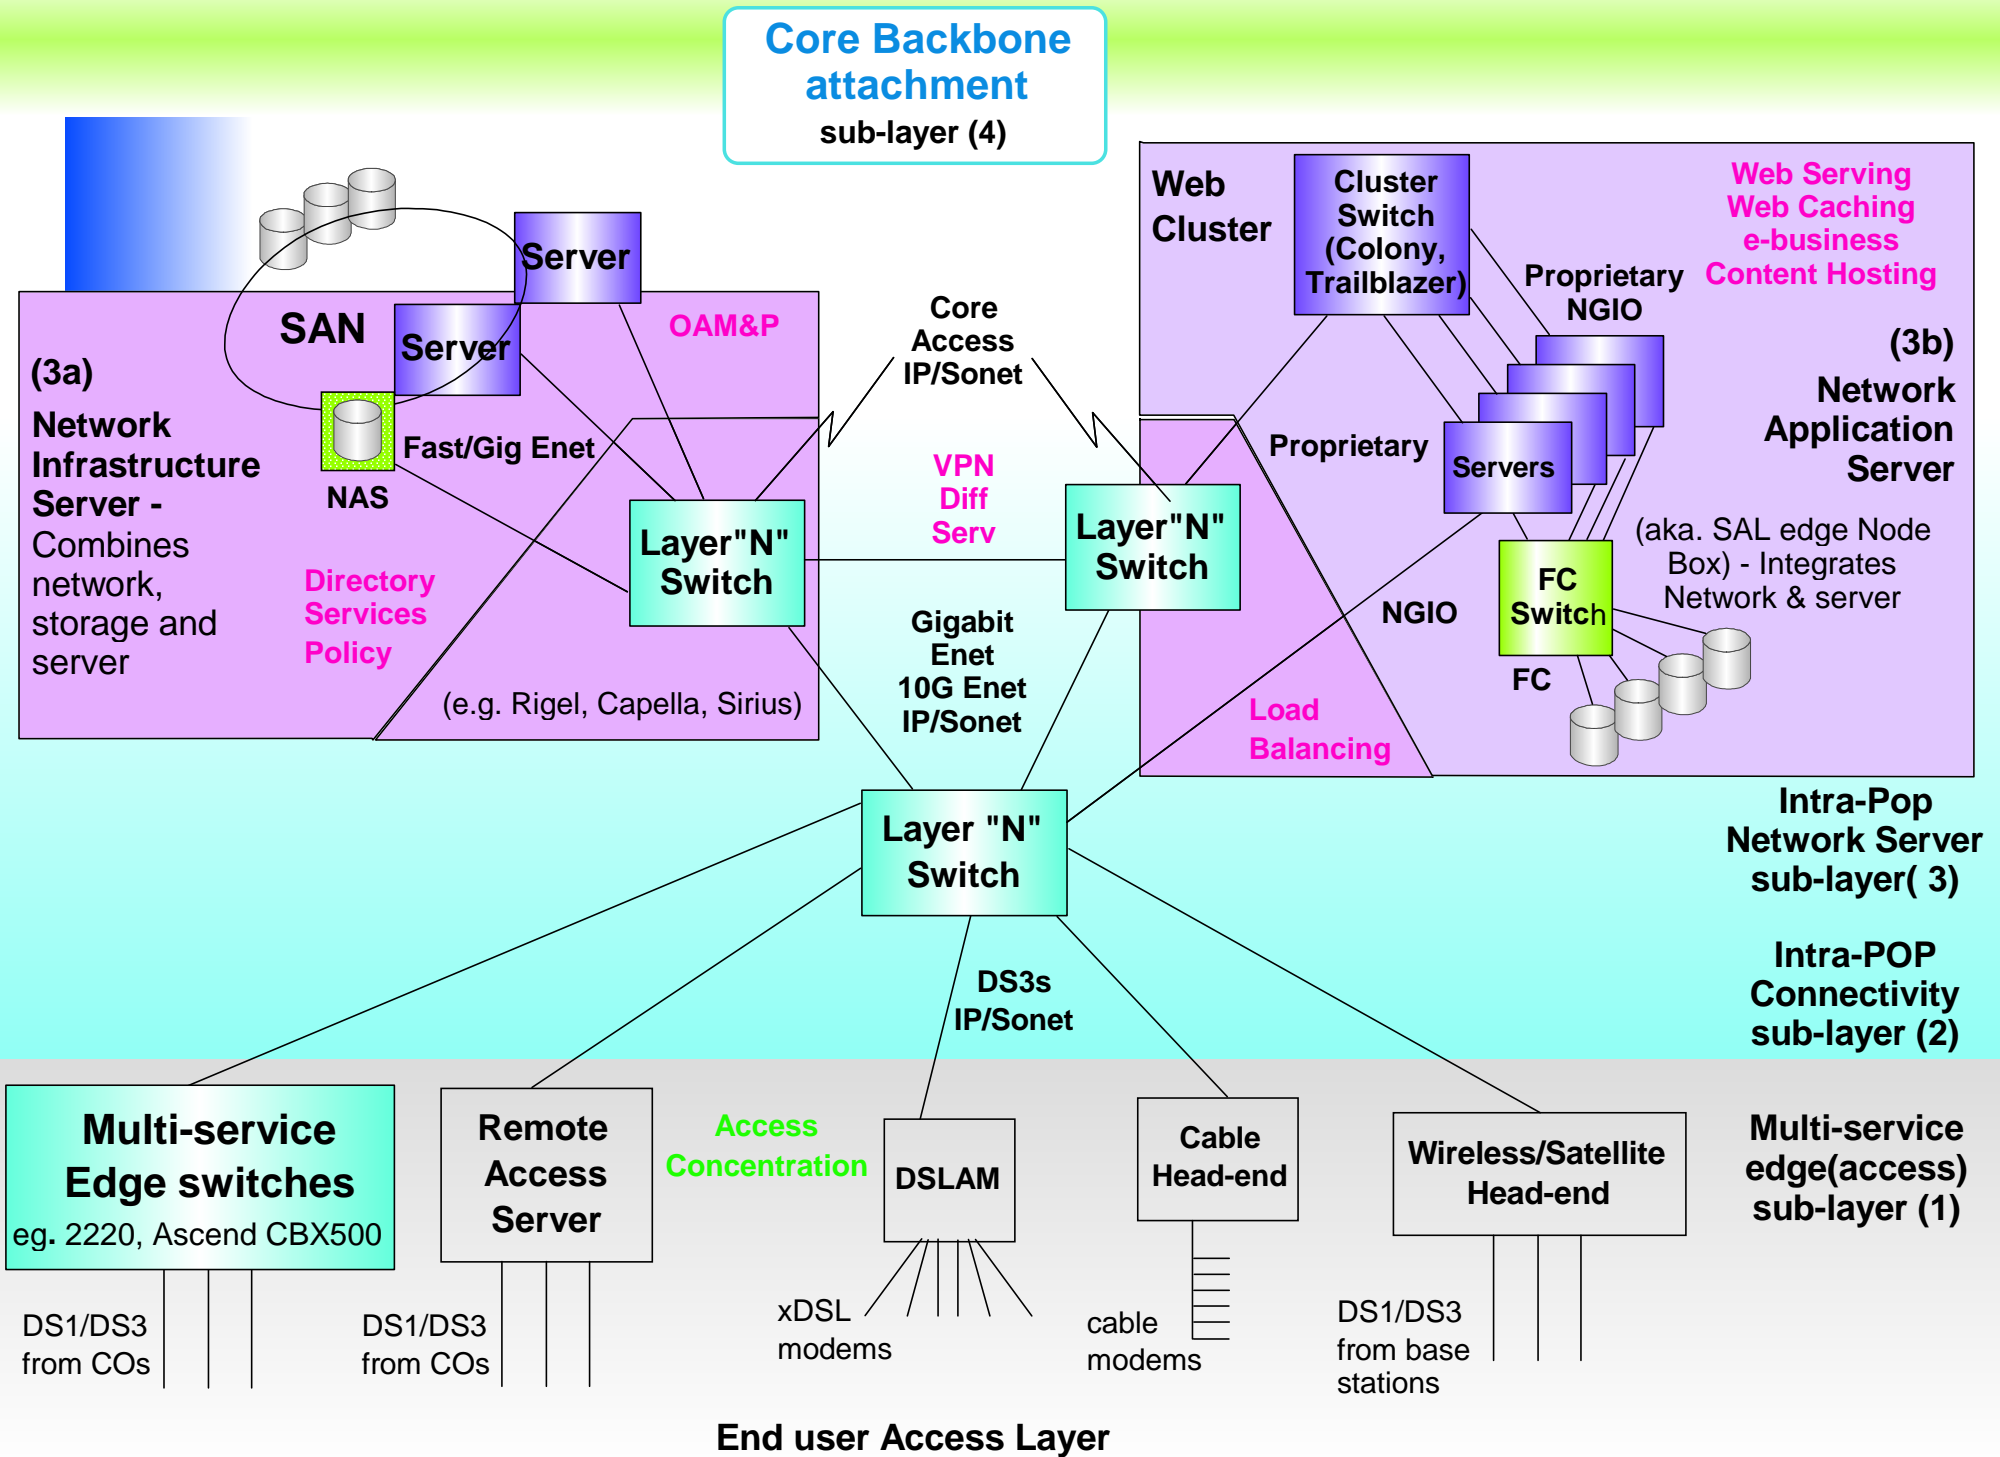 Core Backbone
attachment
sub-layer (4)
Server
SAN
Server
OAM&P
(3a)
Network
Infrastructure
Server -
Combines
network,
storage and
server
Fast/Gig Enet
NAS
Directory
Services
Policy
Layer"N"
Switch
(e.g. Rigel, Capella, Sirius)
Core
Access
IP/Sonet
VPN
Diff
Serv
Gigabit
Enet
10G Enet
IP/Sonet
Layer"N"
Switch
Web
Cluster
Cluster
Switch
(Colony,
Trailblazer)
Web Serving
Web Caching
e-business
Content Hosting
Proprietary
NGIO
(3b)
Network
Application
Server
Proprietary
Servers
(aka. SAL edge Node
Box) - Integrates
Network & server
FC
Switch
NGIO
FC
Load
Balancing
Layer "N"
Switch
Intra-Pop
Network Server
sub-layer( 3)
Intra-POP
Connectivity
sub-layer (2)
DS3s
IP/Sonet
Multi-service
Edge switches
eg. 2220, Ascend CBX500
Remote
Access
Server
Access
Concentration
DSLAM
Cable
Head-end
Wireless/Satellite
Head-end
Multi-service
edge(access)
sub-layer (1)
DS1/DS3
from COs
DS1/DS3
from COs
xDSL
modems
cable
modems
DS1/DS3
from base
stations
End user Access Layer